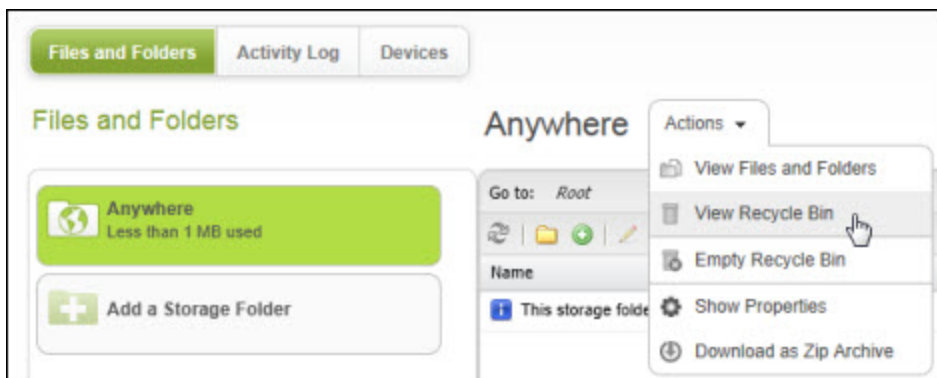 Files and Folders
Activity Log
Devices
Files and Folders
Anywhere
Less than 1 MB used
Add a Storage Folder
Anywhere
Actions
View Files and Folders
View Recycle Bin
Empty Recycle Bin
Show Properties
Download as Zip Archive
Go to: Root
Name
This storage folde